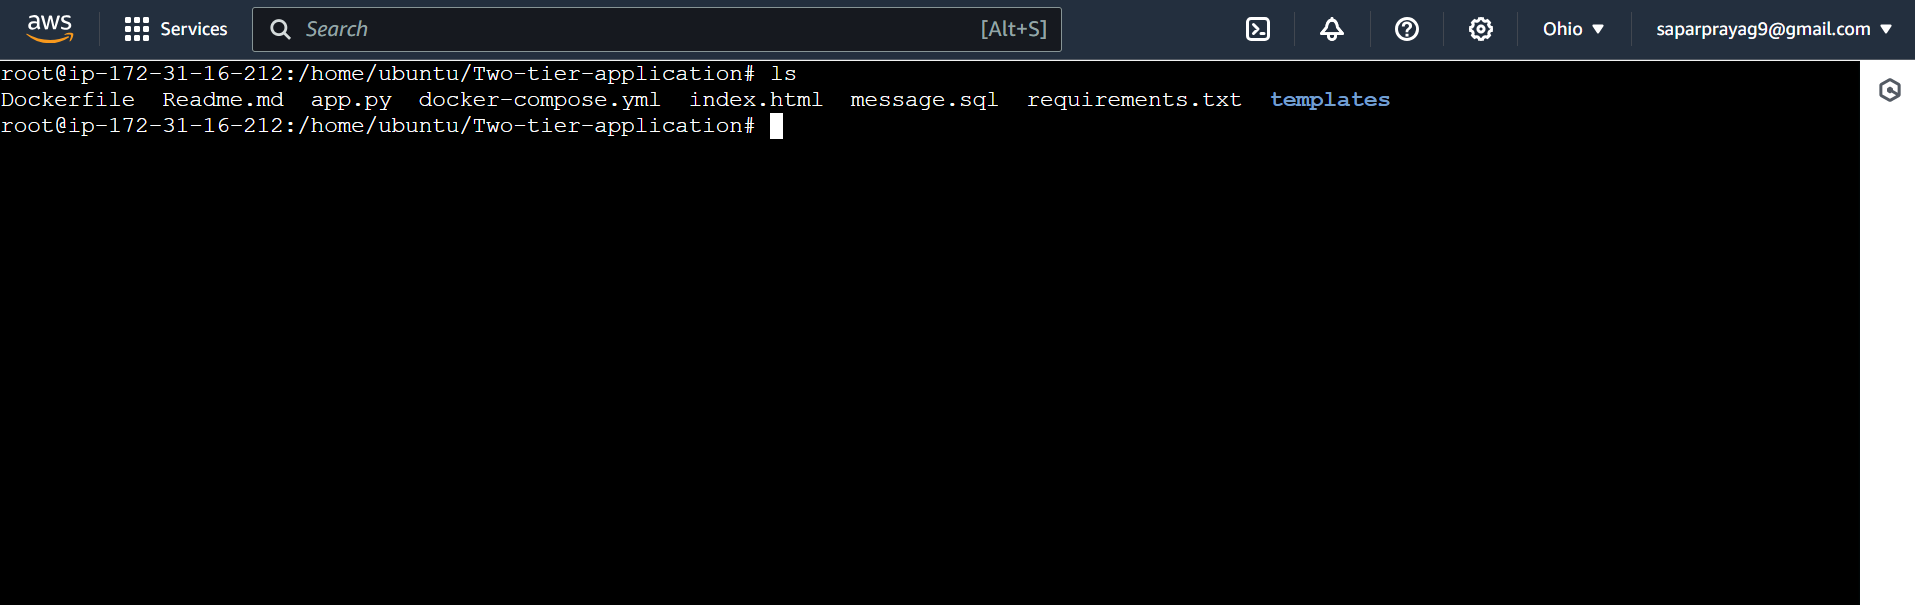 aws Services Search [Alt+S] Ohio saparprayag9@gmail.com
root@ip-172-31-16-212:/home/ubuntu/Two-tier-application# ls
Dockerfile  Readme.md  app.py  docker-compose.yml  index.html  message.sql  requirements.txt  templates
root@ip-172-31-16-212:/home/ubuntu/Two-tier-application#